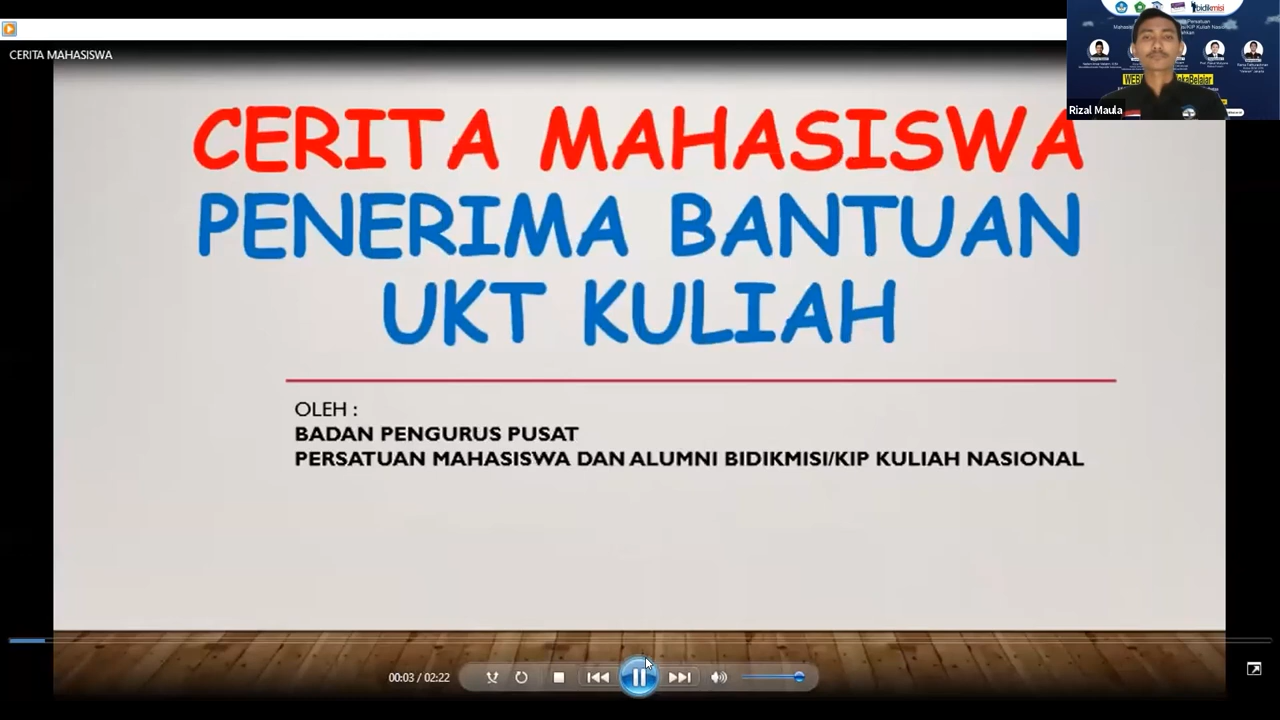 CERITA MAHASISWA
CERITA MAHASISWA
PENERIMA BANTUAN
UKT KULIAH
OLEH :
BADAN PENGURUS PUSAT
PERSATUAN MAHASISWA DAN ALUMNI BIDIKMISI/KIP KULIAH NASIONAL
00:03 / 02:22
bidikmisi
Rizal Maula